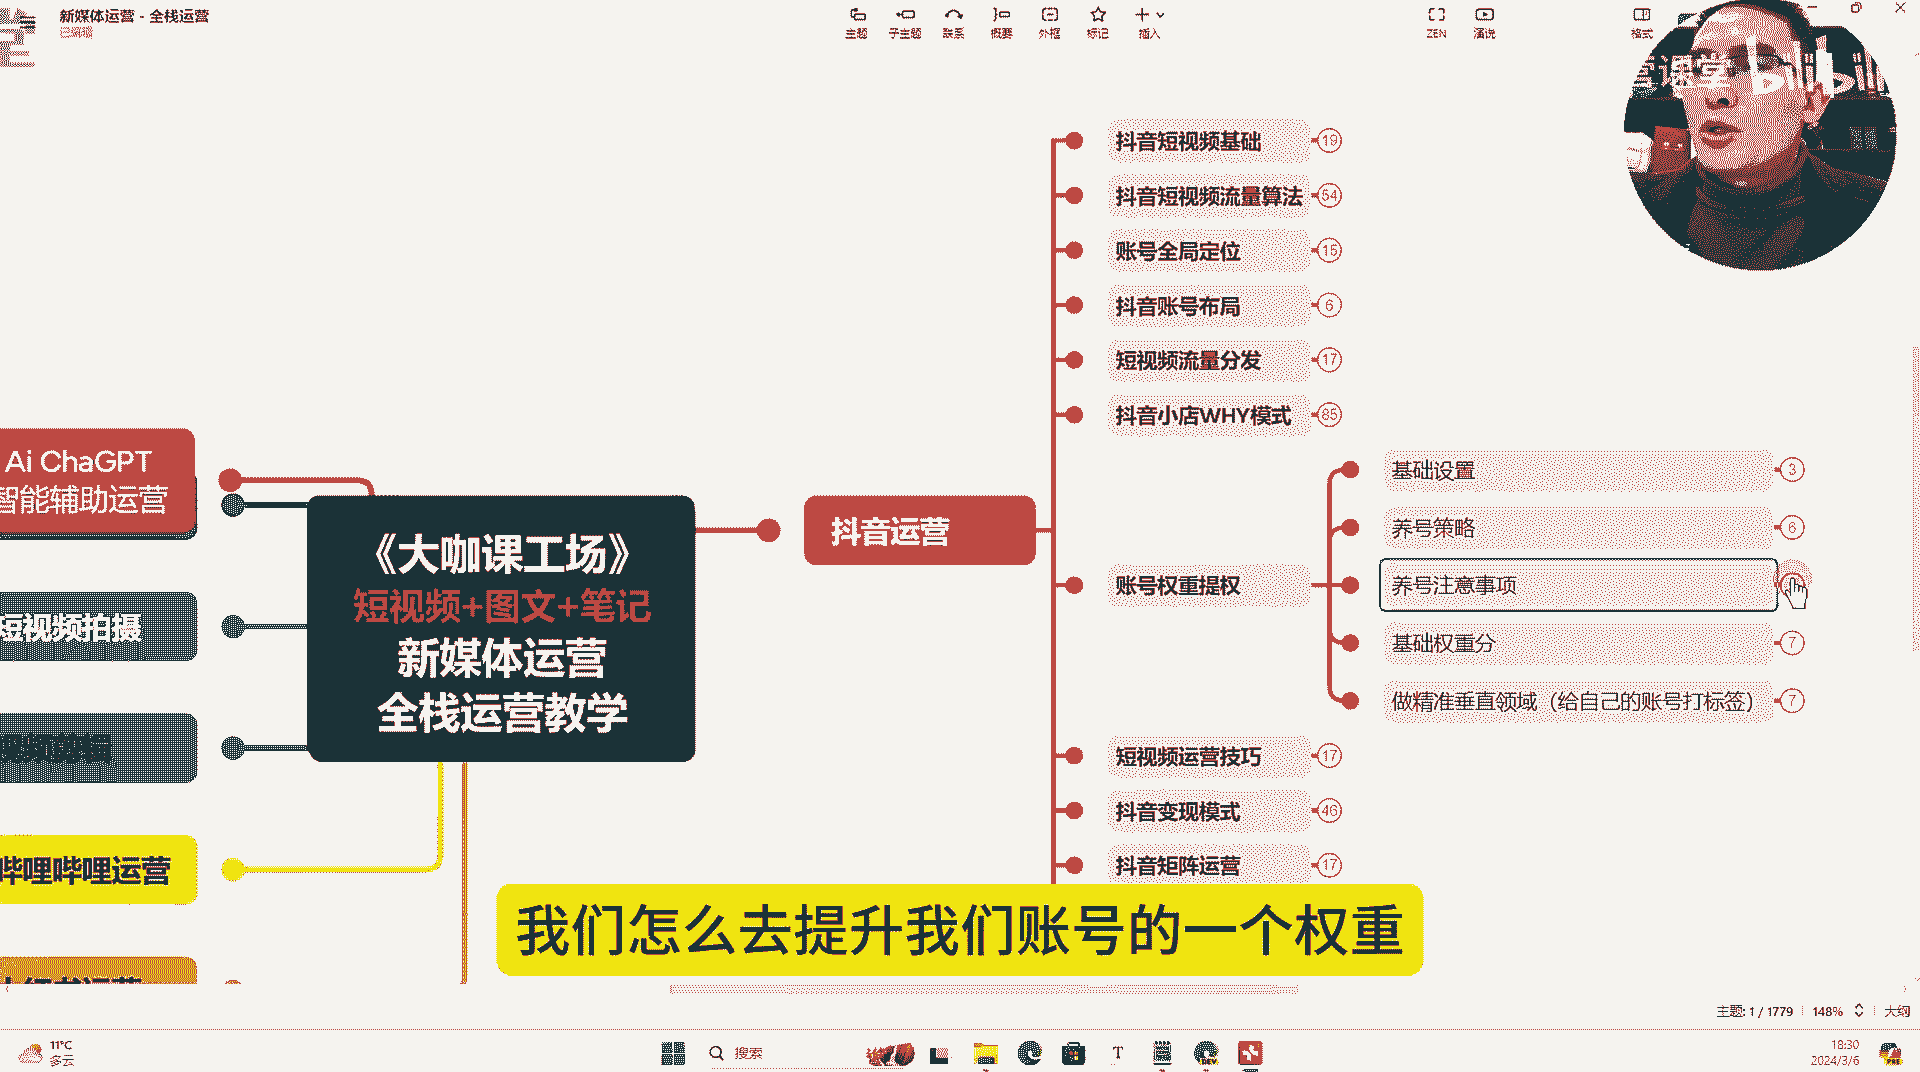 新媒体运营 - 全栈运营
已编辑
主题
子主题
联系
概要
外框
标记
插入
ZEN
演说
格式
营课堂
抖音短视频基础
19
抖音短视频流量算法
54
账号全局定位
15
抖音账号布局
6
短视频流量分发
17
抖音小店WHY模式
85
Ai ChaGPT
智能辅助运营
基础设置
3
养号策略
6
《大咖课工场》
短视频+图文+笔记
新媒体运营
全栈运营教学
抖音运营
账号权重提权
养号注意事项
短视频拍摄
基础权重分
7
做精准垂直领域（给自己的账号打标签）
7
短视频运营技巧
17
抖音变现模式
46
哔哩哔哩运营
抖音矩阵运营
17
我们怎么去提升我们账号的一个权重
主题: 1 / 1779
148%
大纲
11°C
多云
搜索
18:30
2024/3/6